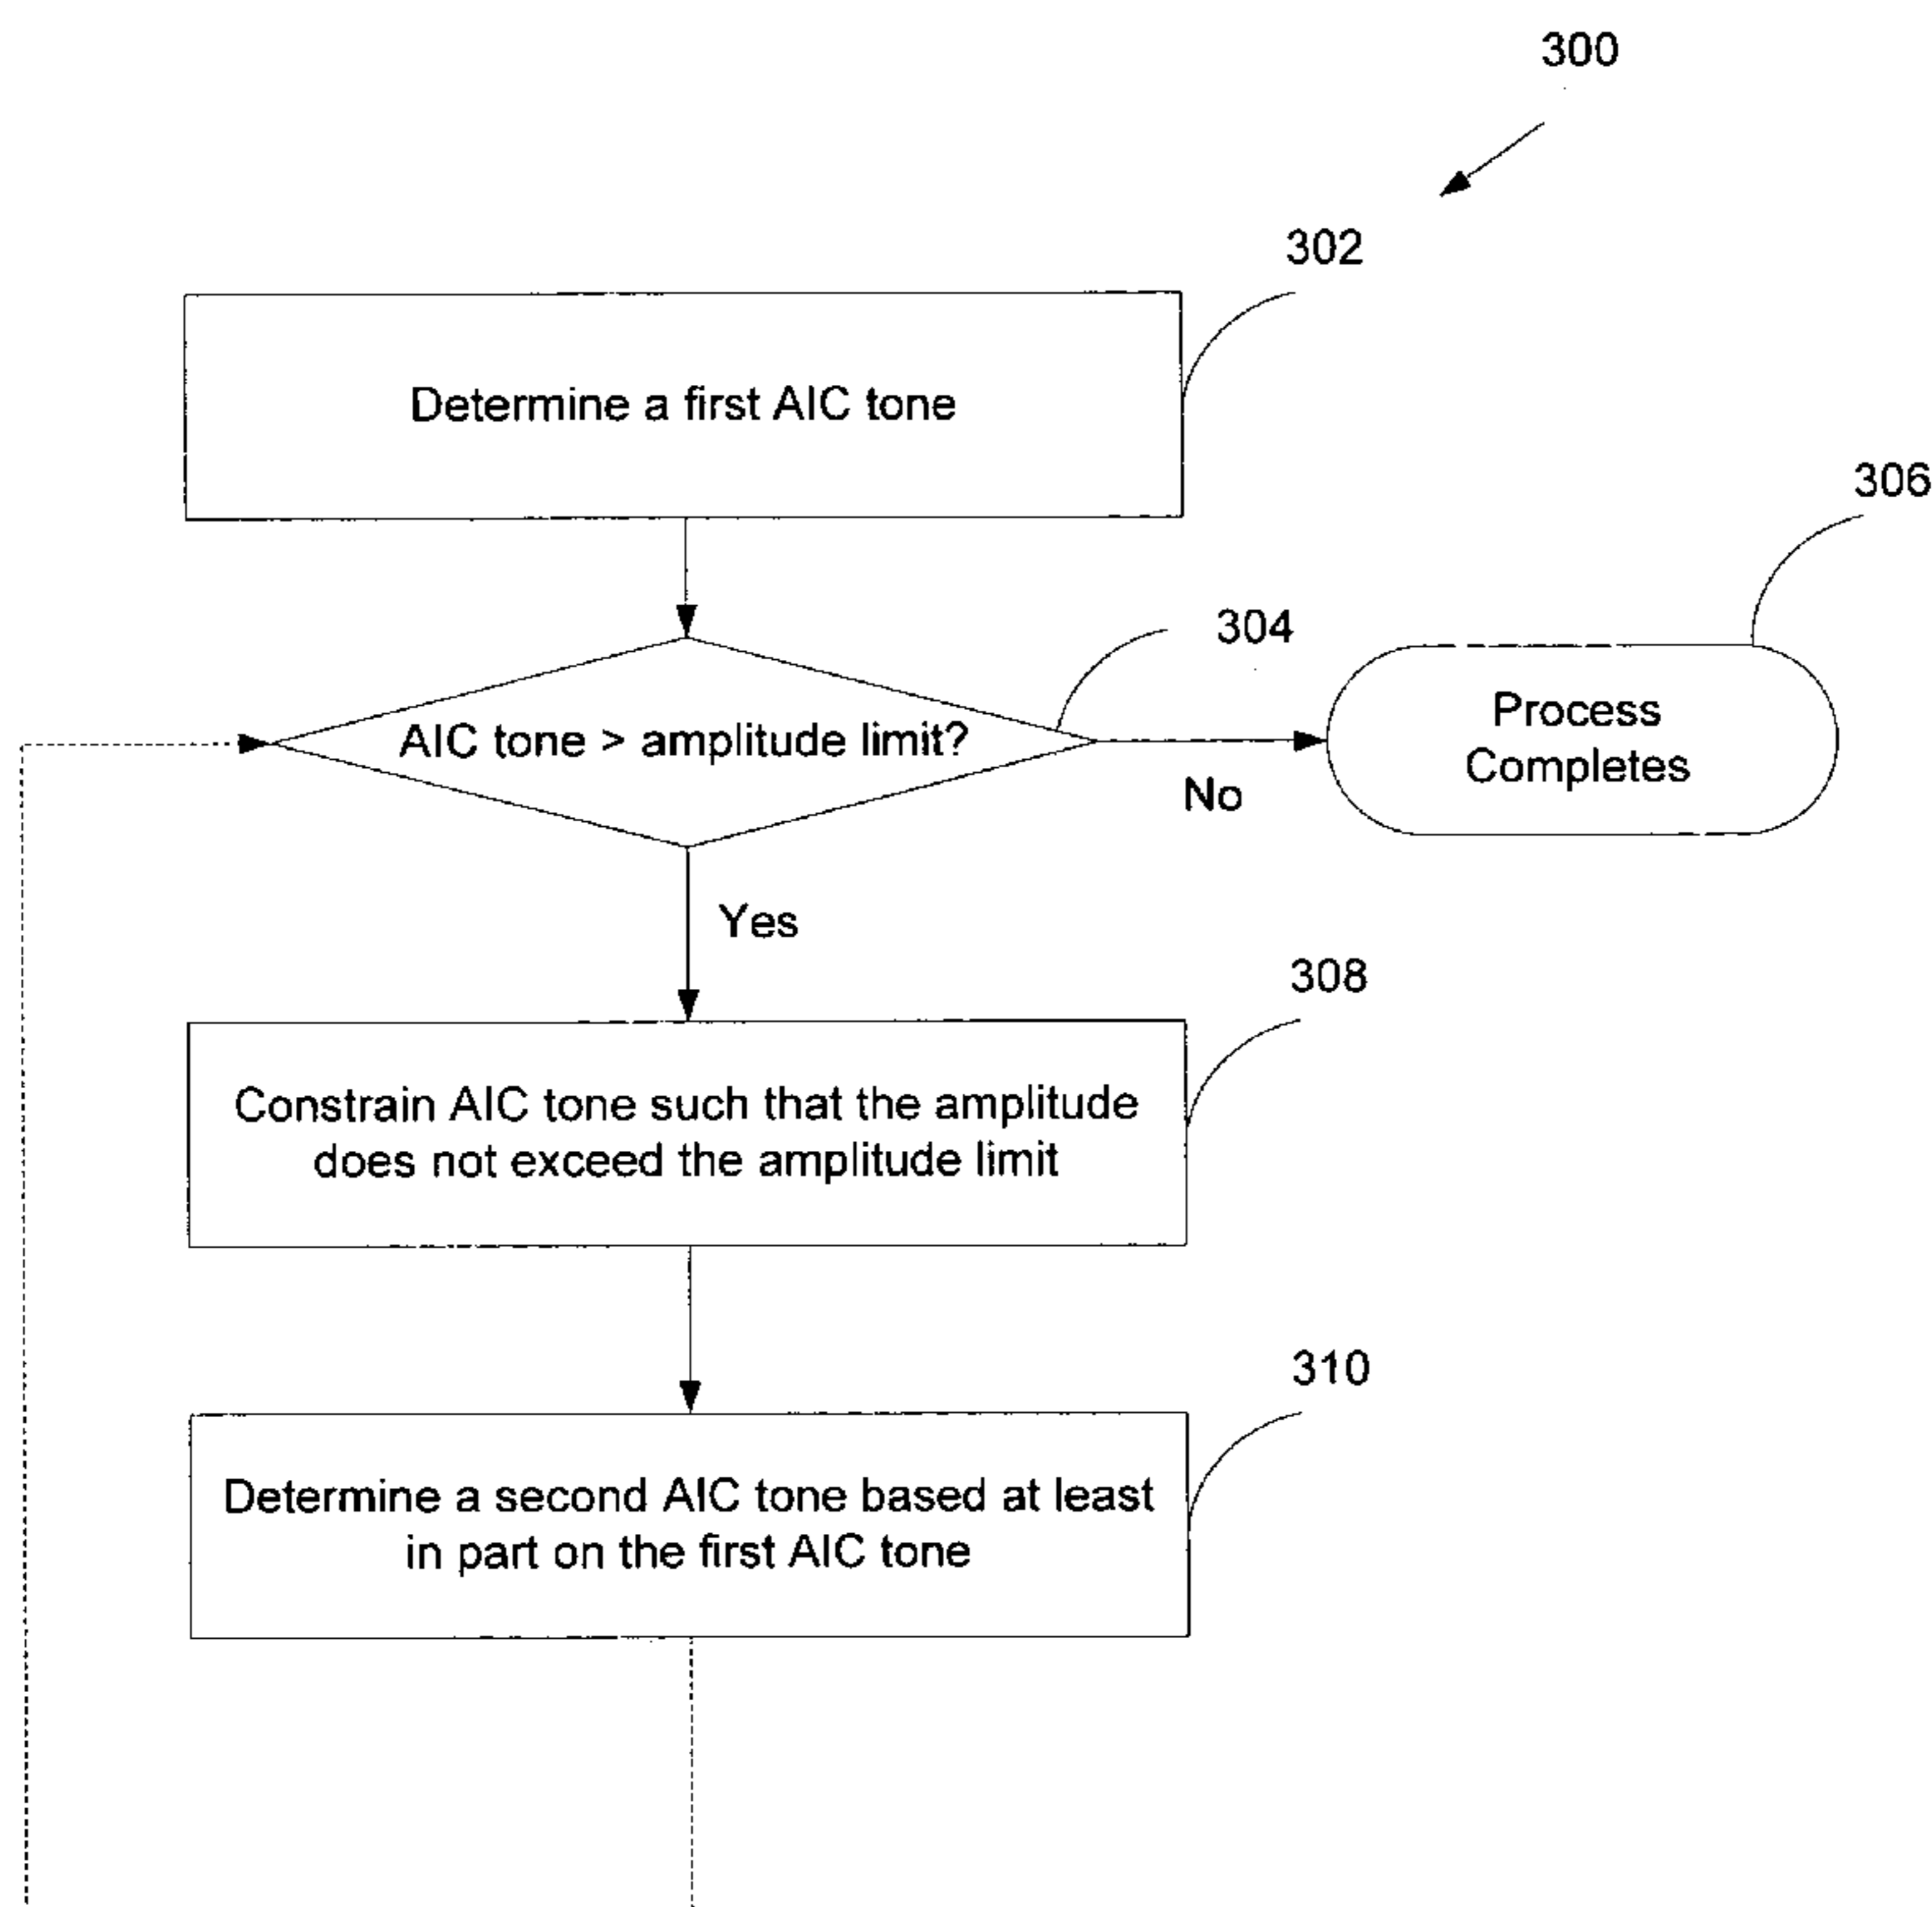 300
302
Determine a first AIC tone
306
304
AIC tone > amplitude limit?
Process
Completes
No
Yes
308
Constrain AIC tone such that the amplitude
does not exceed the amplitude limit
310
Determine a second AIC tone based at least
in part on the first AIC tone